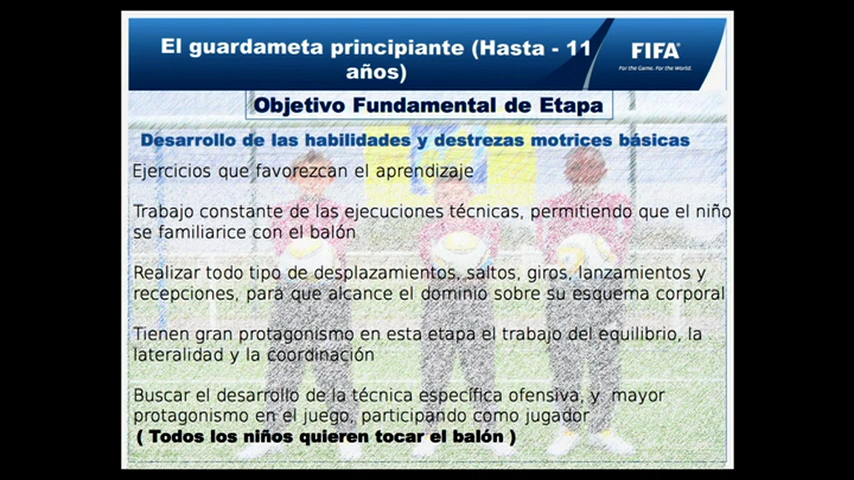 El guardameta principiante (Hasta - 11
años)
FIFA®
For the Game. For the World.
Objetivo Fundamental de Etapa
Desarrollo de las habilidades y destrezas motrices básicas
Ejercicios que favorezcan el aprendizaje
Trabajo constante de las ejecuciones técnicas, permitiendo que el niño
se familiarice con el balón
Realizar todo tipo de desplazamientos, saltos, giros, lanzamientos y
recepciones, para que alcance el dominio sobre su esquema corporal
Tienen gran protagonismo en esta etapa el trabajo del equilibrio, la
lateralidad y la coordinación
Buscar el desarrollo de la técnica específica ofensiva, y mayor
protagonismo en el juego, participando como jugador
( Todos los niños quieren tocar el balón )